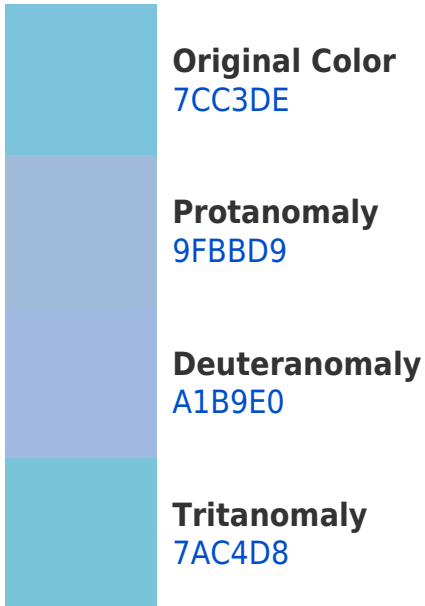 Original Color
7CC3DE
Protanomaly
9FBBD9
Deuteranomaly
A1B9E0
Tritanomaly
7AC4D8